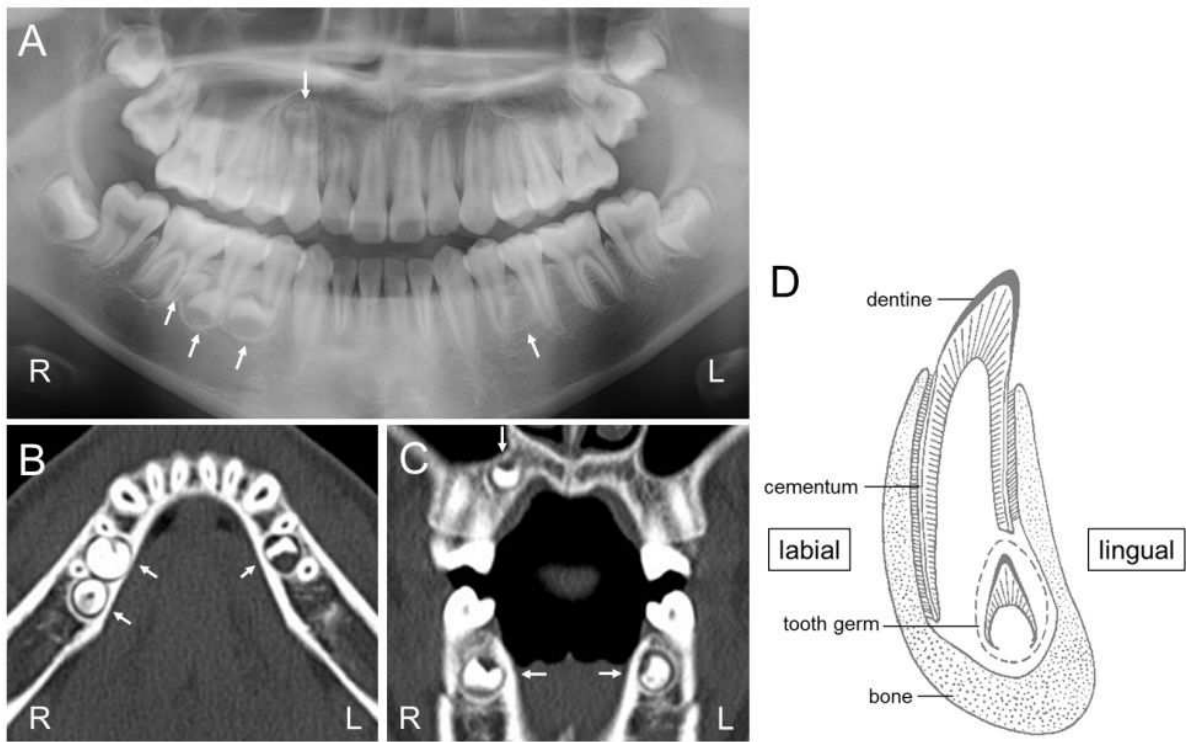 A
R
L
B
R
L
C
R
L
D
dentine
cementum
labial
lingual
tooth germ
bone